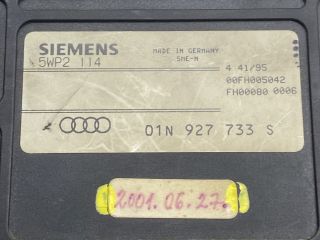 SIEMENS
MADE IN GERMANY
5WP2 114
SME-M
4 41/95
00FH005042
FH00080 0006
01N 927 733 S
2001.06.27.